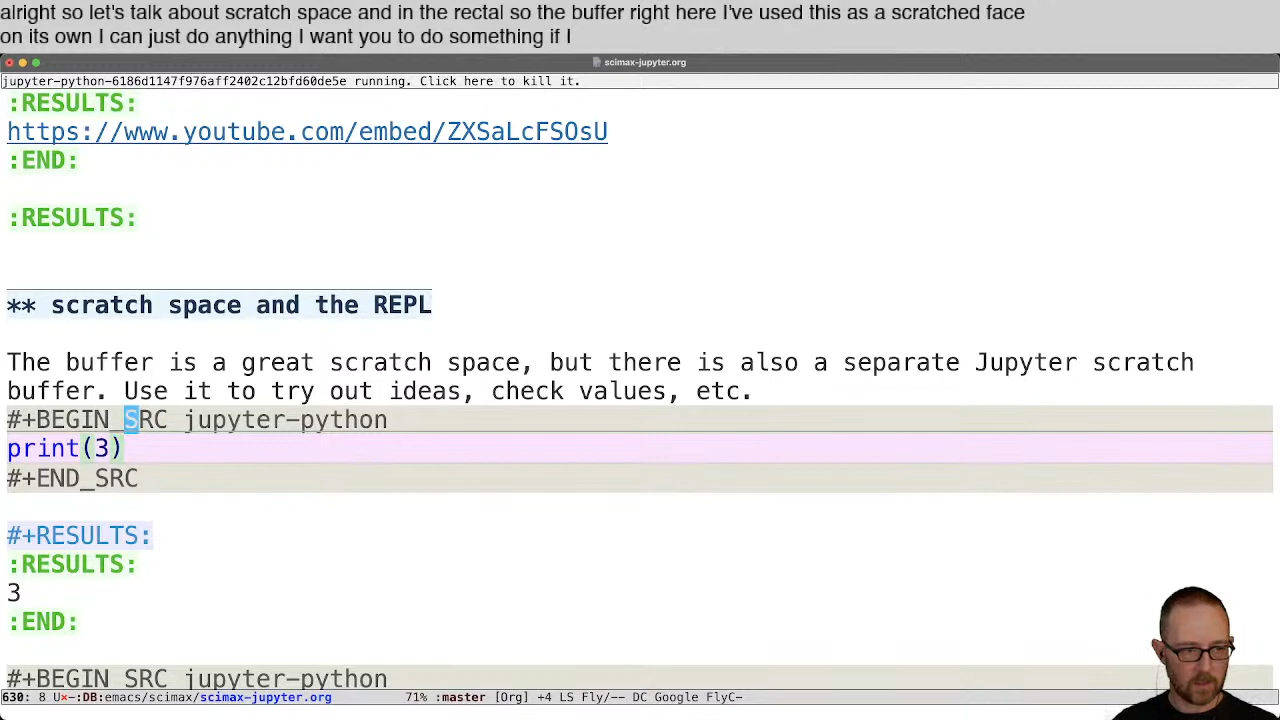 alright so let's talk about scratch space and in the rectal so the buffer right here I've used this as a scratched face
on its own I can just do anything I want you to do something if I
scimax-jupyter.org
jupyter-python-6186d1147f976aff2402c12bfd60de5e running. Click here to kill it.
:RESULTS:
https://www.youtube.com/embed/ZXSaLcFSOsU
:END:
:RESULTS:
** scratch space and the REPL
The buffer is a great scratch space, but there is also a separate Jupyter scratch
buffer. Use it to try out ideas, check values, etc.
#+BEGIN_SRC jupyter-python
print(3)
#+END_SRC
#+RESULTS:
:RESULTS:
3
:END:
#+BEGIN_SRC jupyter-python
630: 8 U×-:DB:emacs/scimax/scimax-jupyter.org 71% :master [Org] +4 LS Fly/-- DC Google FlyC-